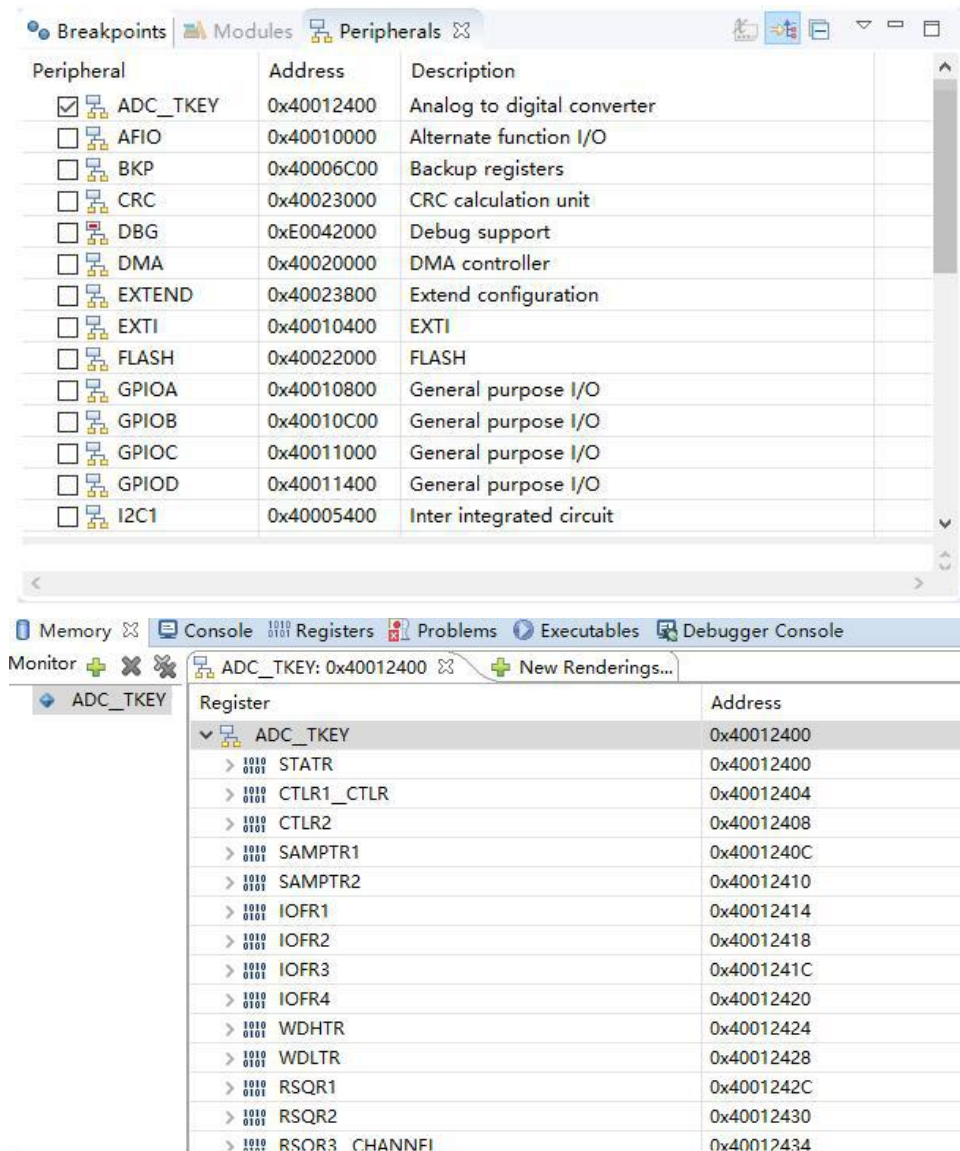 Breakpoints Modules Peripherals
Peripheral Address Description
ADC_TKEY 0x40012400 Analog to digital converter
AFIO 0x40010000 Alternate function I/O
BKP 0x40006C00 Backup registers
CRC 0x40023000 CRC calculation unit
DBG 0xE0042000 Debug support
DMA 0x40020000 DMA controller
EXTEND 0x40023800 Extend configuration
EXTI 0x40010400 EXTI
FLASH 0x40022000 FLASH
GPIOA 0x40010800 General purpose I/O
GPIOB 0x40010C00 General purpose I/O
GPIOC 0x40011000 General purpose I/O
GPIOD 0x40011400 General purpose I/O
I2C1 0x40005400 Inter integrated circuit
Memory Console Registers Problems Executables Debugger Console
Monitor ADC_TKEY: 0x40012400 New Renderings...
ADC_TKEY Register Address
ADC_TKEY 0x40012400
STATR 0x40012400
CTLR1_CTLR 0x40012404
CTLR2 0x40012408
SAMPTR1 0x4001240C
SAMPTR2 0x40012410
IOFR1 0x40012414
IOFR2 0x40012418
IOFR3 0x4001241C
IOFR4 0x40012420
WDHTR 0x40012424
WDLTR 0x40012428
RSQR1 0x4001242C
RSQR2 0x40012430
RSQR3_CHANNEL 0x40012434